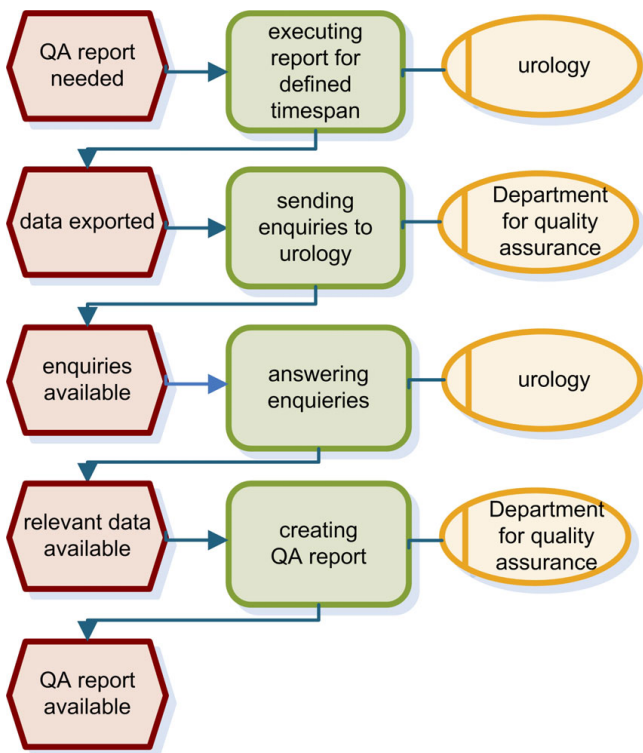 QA report
needed
executing
report for
defined
timespan
urology
data exported
sending
enquiries to
urology
Department
for quality
assurance
enquiries
available
answering
enquieries
urology
relevant data
available
creating
QA report
Department
for quality
assurance
QA report
available